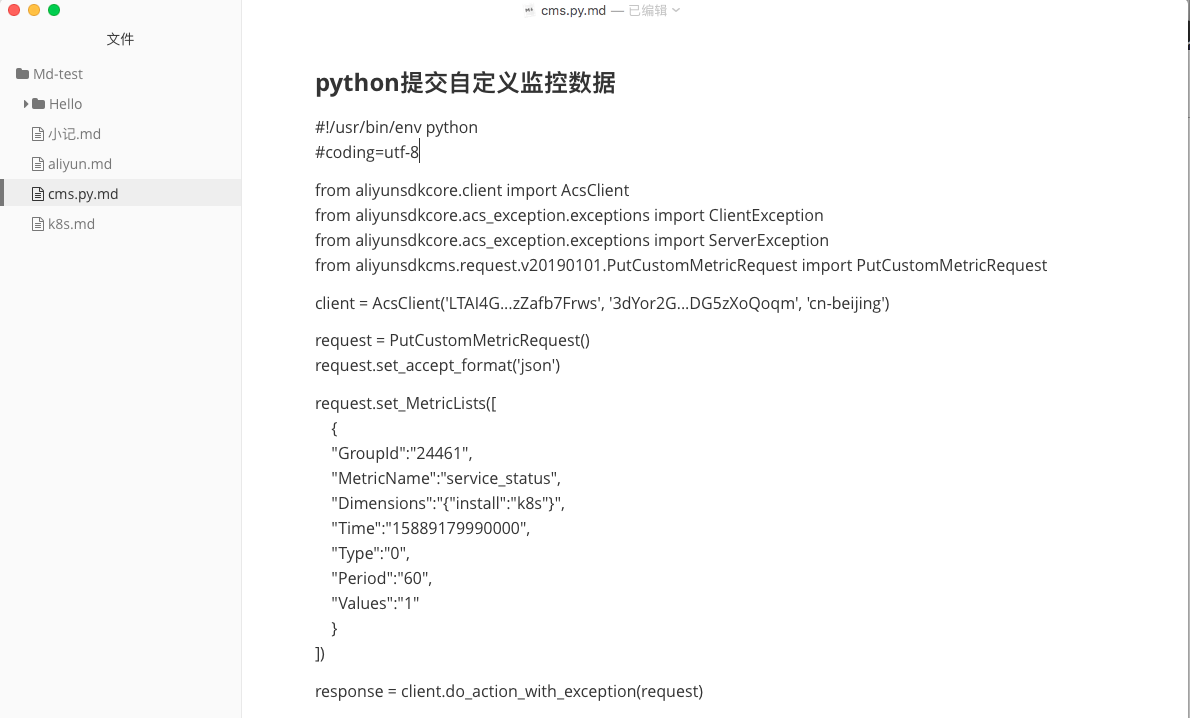 cms.py.md — 已编辑
文件
Md-test
Hello
小记.md
aliyun.md
cms.py.md
k8s.md
python提交自定义监控数据
#!/usr/bin/env python
#coding=utf-8
from aliyunsdkcore.client import AcsClient
from aliyunsdkcore.acs_exception.exceptions import ClientException
from aliyunsdkcore.acs_exception.exceptions import ServerException
from aliyunsdkcms.request.v20190101.PutCustomMetricRequest import PutCustomMetricRequest
client = AcsClient('LTAI4G...zZafb7Frws', '3dYor2G...DG5zXoQoqm', 'cn-beijing')
request = PutCustomMetricRequest()
request.set_accept_format('json')
request.set_MetricLists([
{
"GroupId":"24461",
"MetricName":"service_status",
"Dimensions":"{"install":"k8s"}",
"Time":"15889179990000",
"Type":"0",
"Period":"60",
"Values":"1"
}
])
response = client.do_action_with_exception(request)